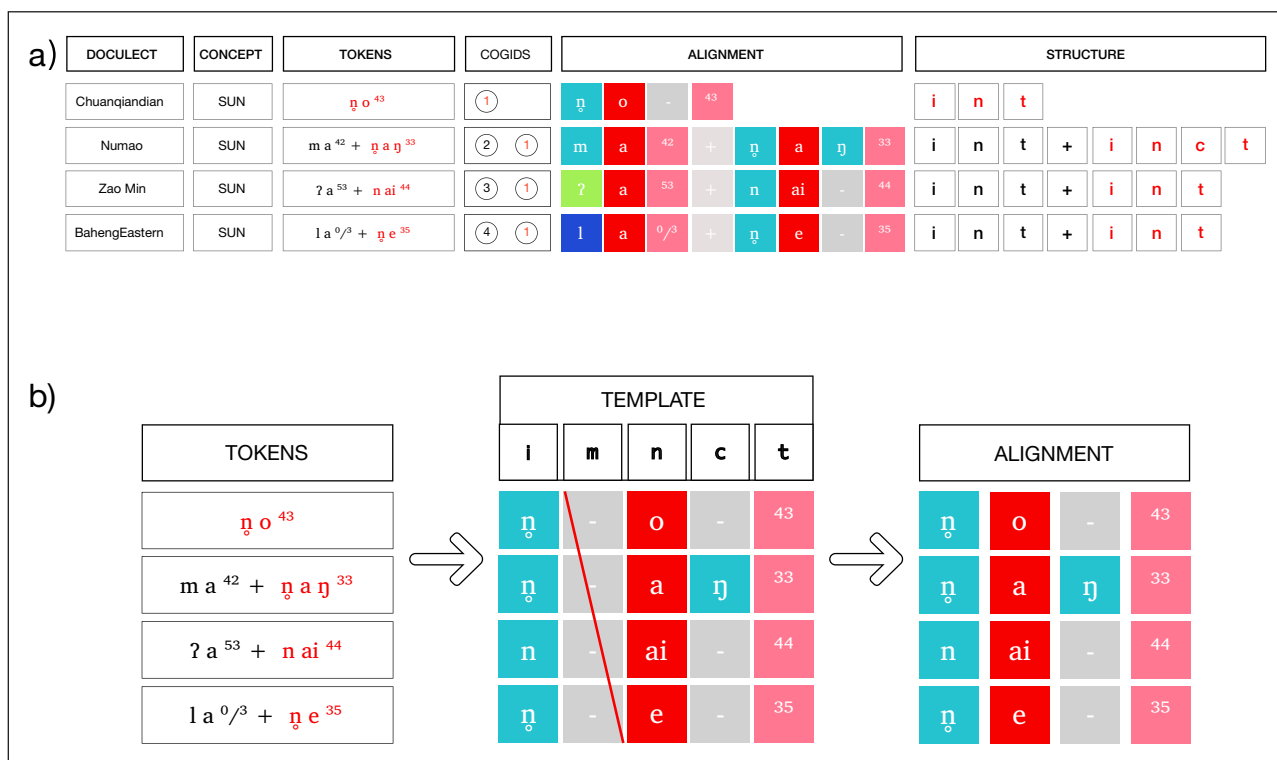 a) DOCULECT CONCEPT TOKENS COGIDS ALIGNMENT STRUCTURE
Chuanqiandian SUN n̥ o ⁴³ 1 n̥ o - ⁴³ i n t
Numao SUN m a ⁴² + n̥ a ŋ ³³ 2 1 m a ⁴² + n̥ a ŋ ³³ i n t + i n c t
Zao Min SUN ʔ a ⁵³ + n ai ⁴⁴ 3 1 ʔ a ⁵³ + n ai - ⁴⁴ i n t + i n t
BahengEastern SUN l a ⁰/³ + n̥ e ³⁵ 4 1 l a ⁰/³ + n̥ e - ³⁵ i n t + i n t
b) TOKENS TEMPLATE ALIGNMENT
i m n c t
n̥ o ⁴³ n̥ - o - ⁴³ n̥ o - ⁴³
m a ⁴² + n̥ a ŋ ³³ n̥ - a ŋ ³³ n̥ a ŋ ³³
ʔ a ⁵³ + n ai ⁴⁴ n - ai - ⁴⁴ n ai - ⁴⁴
l a ⁰/³ + n̥ e ³⁵ n̥ - e - ³⁵ n̥ e - ³⁵